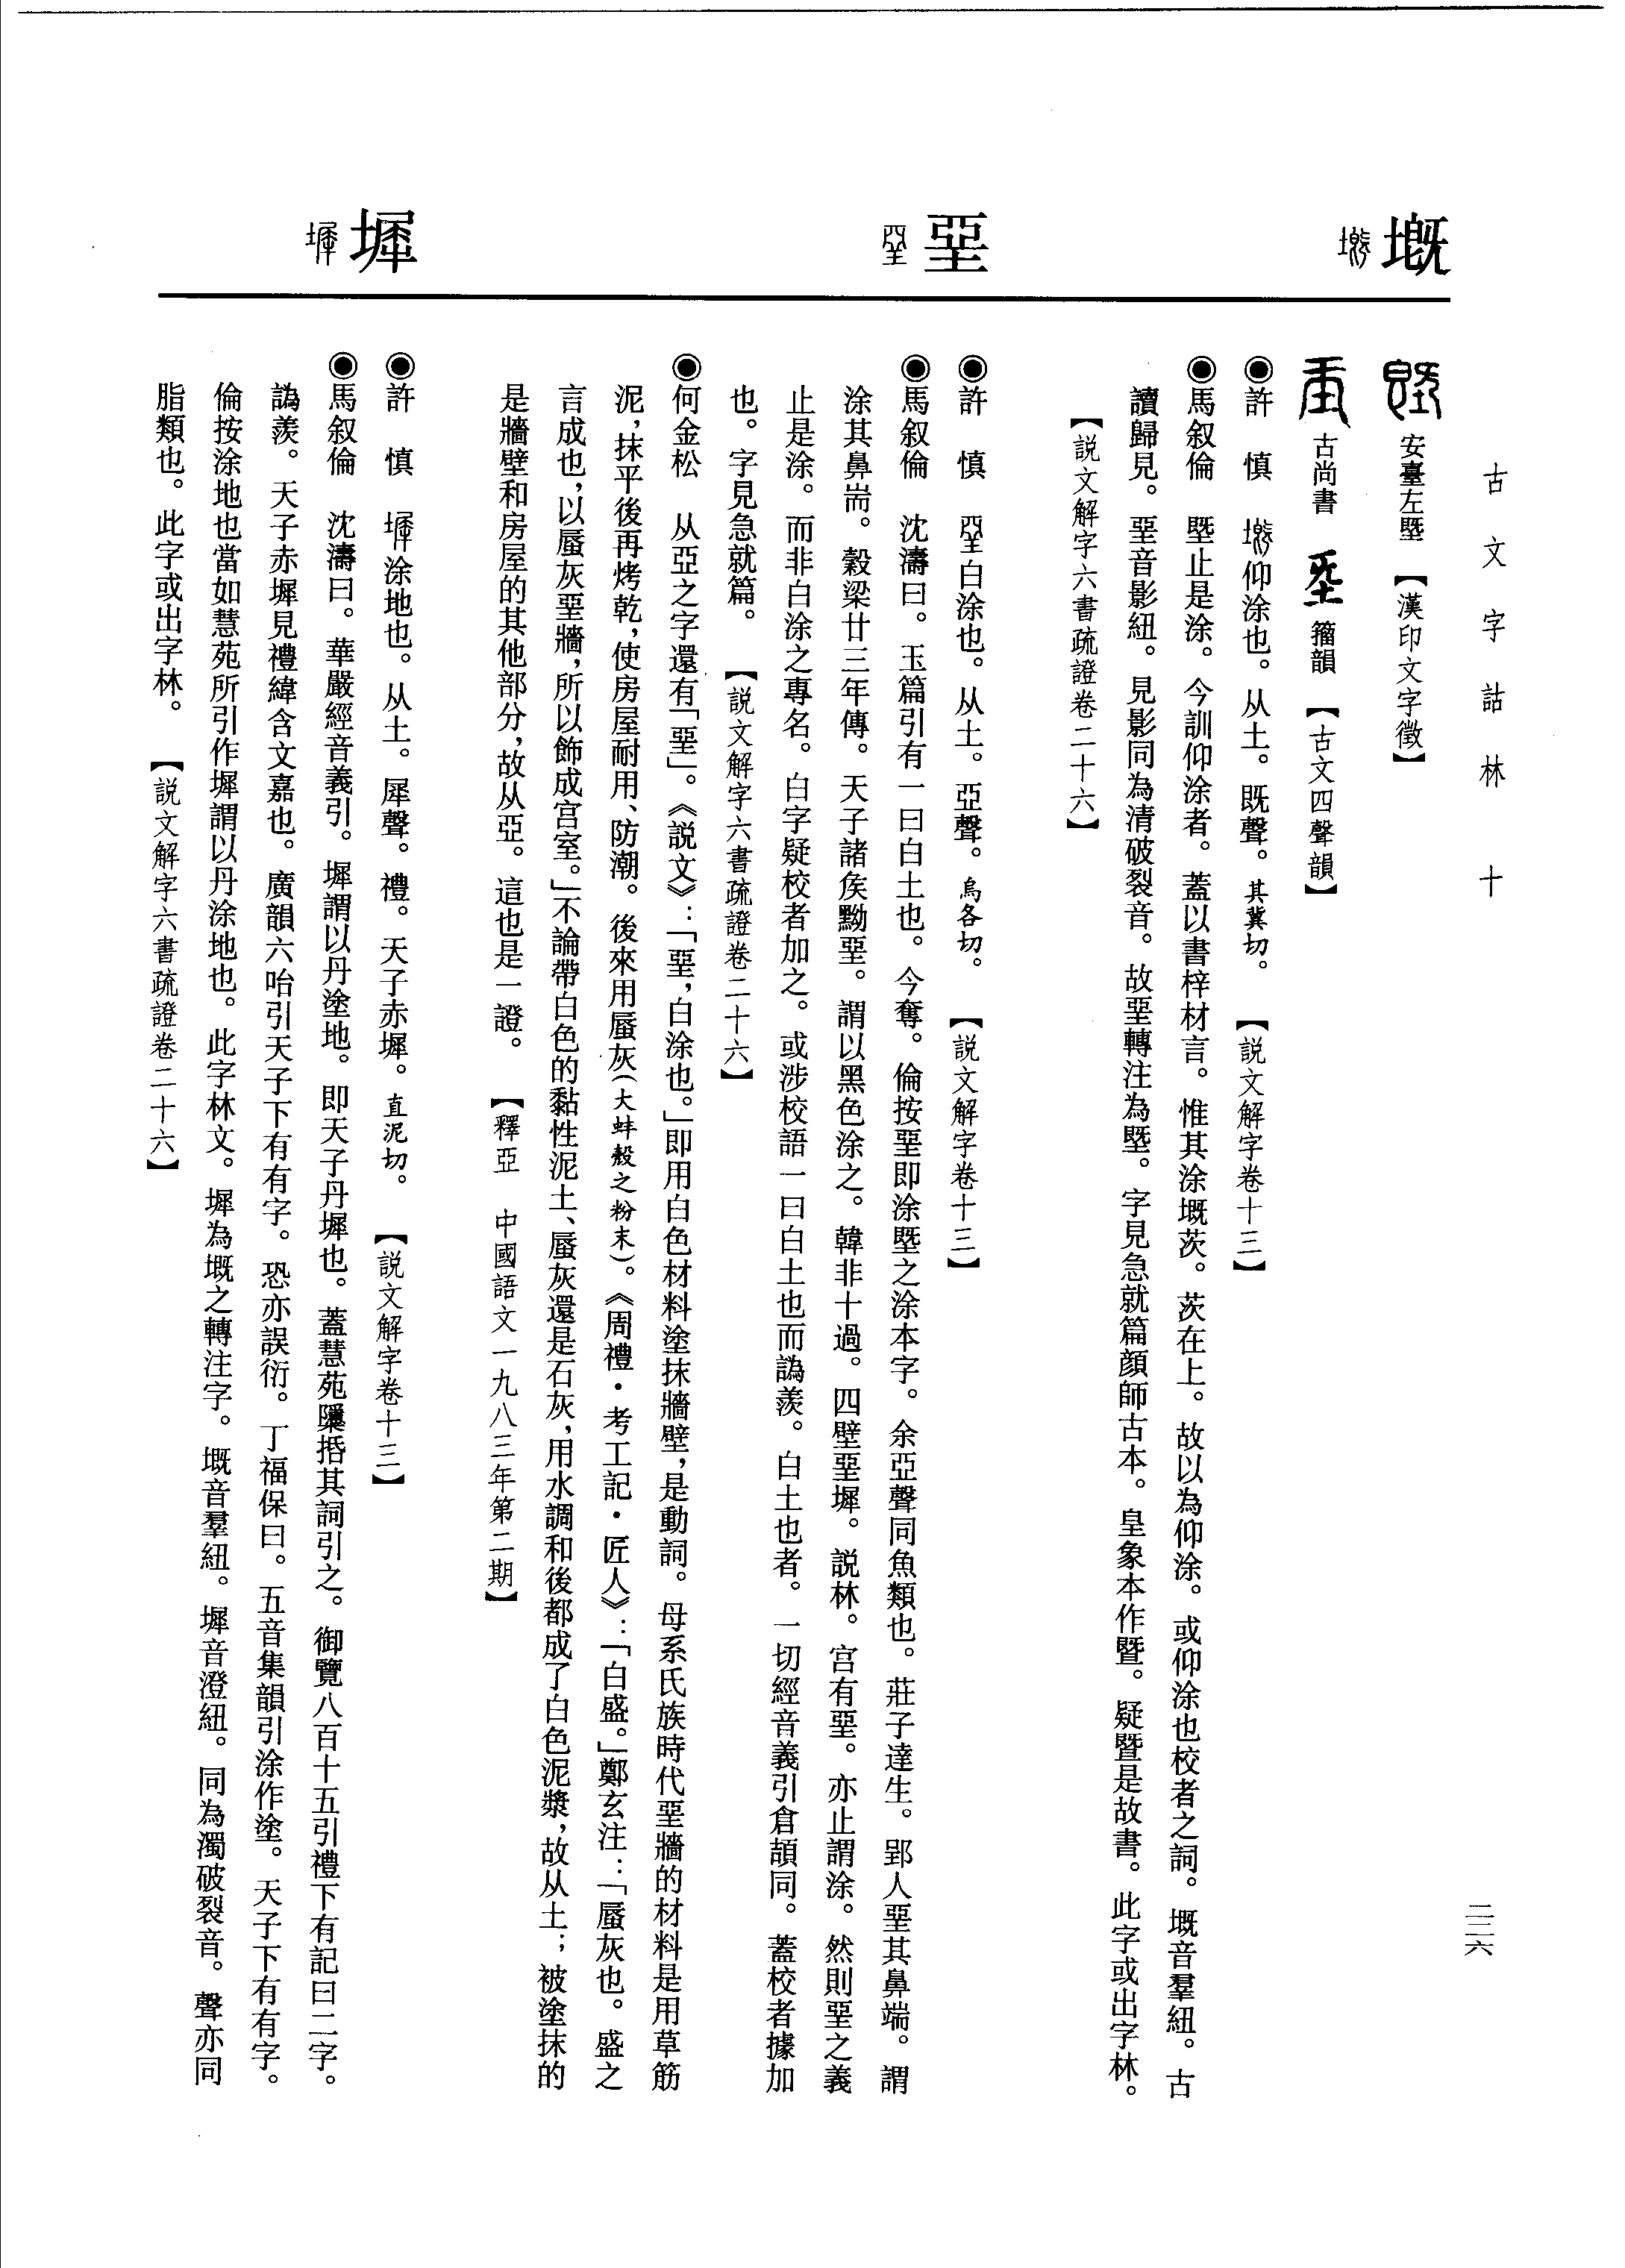 古文字詁林 十
二二六
墍
安臺左墍 【漢印文字徵】
古尚書 籀韻 【古文四聲韻】
◉許 慎 仰涂也。从土。既聲。其冀切。 【説文解字卷十三】
◉馬叙倫 墍止是涂。今訓仰涂者。蓋以書梓材言。惟其涂墍茨。茨在上。故以為仰涂。或仰涂也校者之詞。墍音羣紐。古
讀歸見。堊音影紐。見影同為清破裂音。故堊轉注為墍。字見急就篇顔師古本。皇象本作曁。疑曁是故書。此字或出字林。
【説文解字六書疏證卷二十六】
堊
◉許 慎 白涂也。从土。亞聲。烏各切。 【説文解字卷十三】
◉馬叙倫 沈濤曰。玉篇引有一曰白土也。今奪。倫按堊即涂墍之涂本字。余亞聲同魚類也。莊子達生。郢人堊其鼻端。謂
涂其鼻耑。穀梁廿三年傳。天子諸矦黝堊。謂以黑色涂之。韓非十過。四壁堊墀。説林。宫有堊。亦止謂涂。然則堊之義
止是涂。而非白涂之專名。白字疑校者加之。或涉校語一曰白土也而譌羨。白土也者。一切經音義引倉頡同。蓋校者據加
也。字見急就篇。 【説文解字六書疏證卷二十六】
◉何金松 从亞之字還有「堊」。《説文》：「堊，白涂也。」即用白色材料塗抹牆壁，是動詞。母系氏族時代堊牆的材料是用草筋
泥，抹平後再烤乾，使房屋耐用、防潮。後來用蜃灰（大蚌殼之粉末）。《周禮·考工記·匠人》：「白盛。」鄭玄注：「蜃灰也。盛之
言成也，以蜃灰堊牆，所以飾成宫室。」不論帶白色的黏性泥土、蜃灰還是石灰，用水調和後都成了白色泥漿，故从土；被塗抹的
是牆壁和房屋的其他部分，故从亞。這也是一證。 【釋亞 中國語文一九八三年第二期】
墀
◉許 慎 涂地也。从土。犀聲。禮。天子赤墀。直泥切。 【説文解字卷十三】
◉馬叙倫 沈濤曰。華嚴經音義引。墀謂以丹塗地。即天子丹墀也。蓋慧苑檃栝其詞引之。御覽八百十五引禮下有記曰二字。
譌羨。天子赤墀見禮緯含文嘉也。廣韻六咍引天子下有有字。恐亦誤衍。丁福保曰。五音集韻引涂作塗。天子下有有字。
倫按涂地也當如慧苑所引作墀謂以丹涂地也。此字林文。墀為墍之轉注字。墍音羣紐。墀音澄紐。同為濁破裂音。聲亦同
脂類也。此字或出字林。 【説文解字六書疏證卷二十六】